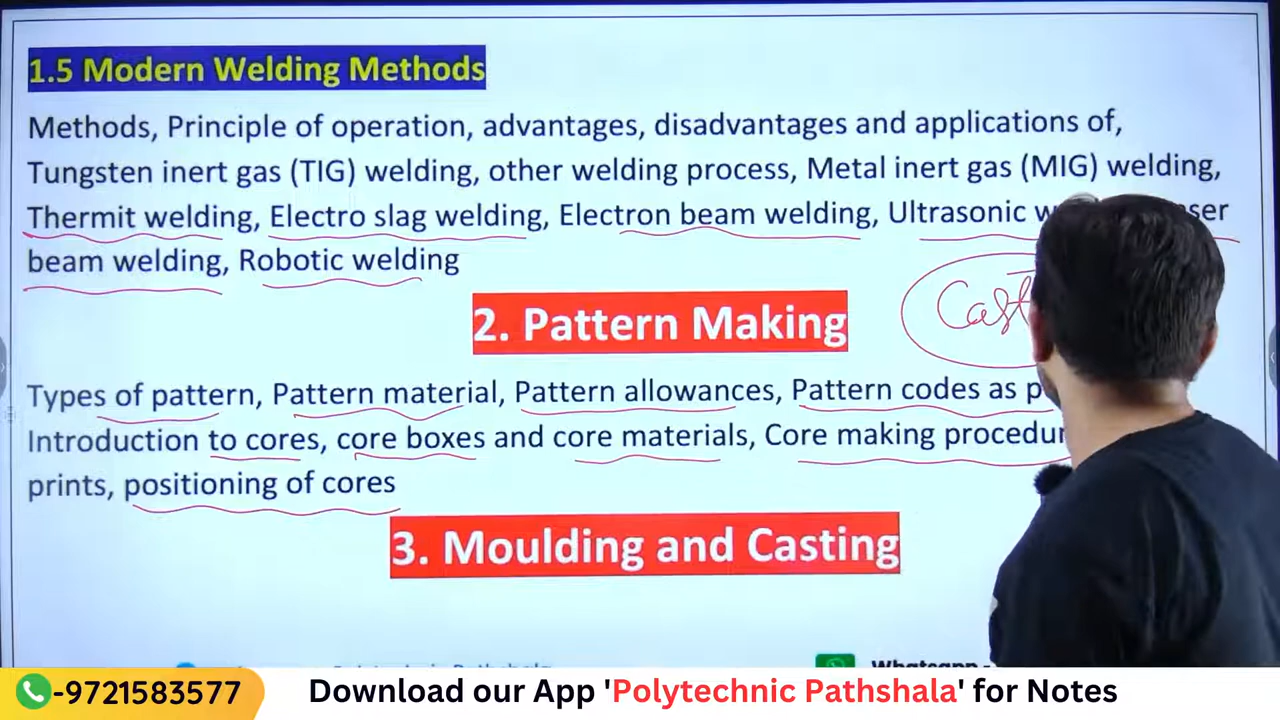 1.5 Modern Welding Methods
Methods, Principle of operation, advantages, disadvantages and applications of,
Tungsten inert gas (TIG) welding, other welding process, Metal inert gas (MIG) welding,
Thermit welding, Electro slag welding, Electron beam welding, Ultrasonic
beam welding, Robotic welding
2. Pattern Making
Cast
Types of pattern, Pattern material, Pattern allowances, Pattern codes as
Introduction to cores, core boxes and core materials, Core making
prints, positioning of cores
3. Moulding and Casting
Whatsapp -
-9721583577
Download our App 'Polytechnic Pathshala' for Notes